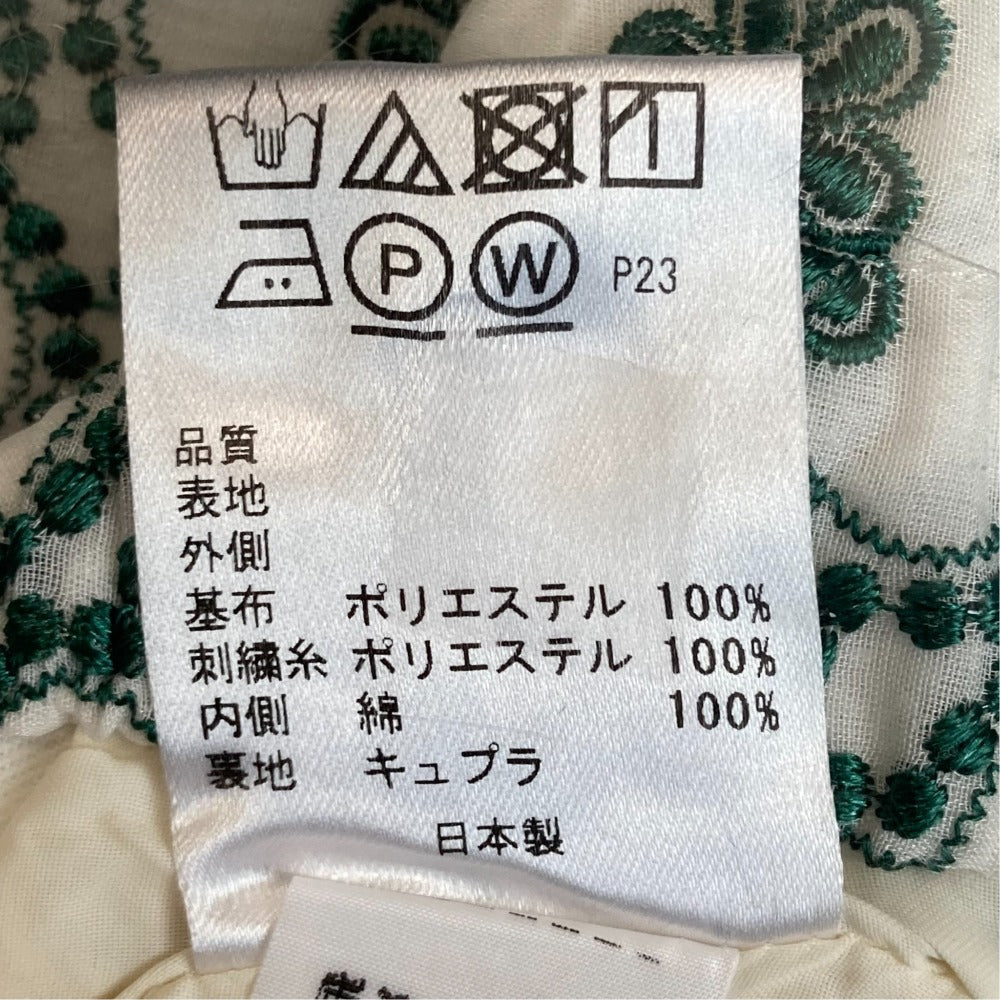 P W P23
品質
表地
外側
基布 ポリエステル 100%
刺繍糸 ポリエステル 100%
内側 綿 100%
裏地 キュプラ
日本製